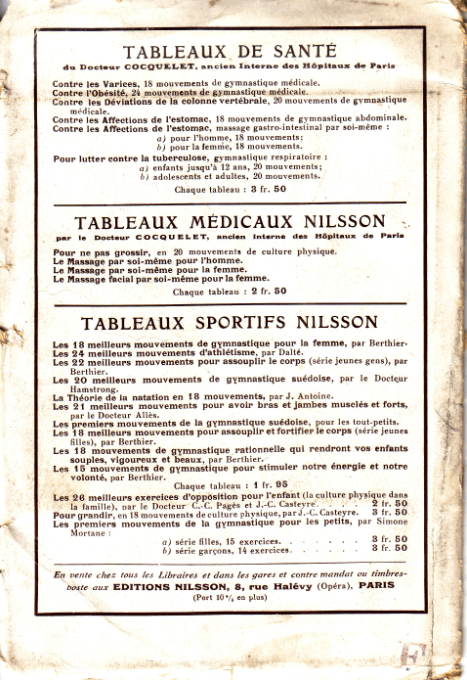 TABLEAUX DE SANTÉ
du Docteur COCQUELET, ancien Interne des Hôpitaux de Paris
Contre les Varices, 18 mouvements de gymnastique médicale.
Contre l'Obésité, 24 mouvements de gymnastique médicale.
Contre les Déviations de la colonne vertébrale, 20 mouvements de gymnastique
médicale.
Contre les Affections de l'estomac, 18 mouvements de gymnastique abdominale.
Contre les Affections de l'estomac, massage gastro-intestinal par soi-même :
a) pour l'homme, 18 mouvements;
b) pour la femme, 18 mouvements.
Pour lutter contre la tuberculose, gymnastique respiratoire :
a) enfants jusqu'à 12 ans, 20 mouvements;
b) adolescents et adultes, 20 mouvements.
Chaque tableau : 3 fr. 50
TABLEAUX MÉDICAUX NILSSON
par le Docteur COCQUELET, ancien Interne des Hôpitaux de Paris
Pour ne pas grossir, en 20 mouvements de culture physique.
Le Massage par soi-même pour l'homme.
Le Massage par soi-même pour la femme.
Le Massage facial par soi-même pour la femme.
Chaque tableau : 2 fr. 50
TABLEAUX SPORTIFS NILSSON
Les 18 meilleurs mouvements de gymnastique pour la femme, par Berthier.
Les 24 meilleurs mouvements d'athlétisme, par Dalté.
Les 22 meilleurs mouvements pour assouplir le corps (série jeunes gens), par
Berthier.
Les 20 meilleurs mouvements de gymnastique suédoise, par le Docteur
Hamstrong.
La Théorie de la natation en 18 mouvements, par J. Antoine.
Les 21 meilleurs mouvements pour avoir bras et jambes musclés et forts,
par le Docteur Allès.
Les premiers mouvements de la gymnastique suédoise, pour les tout-petits.
Les 18 meilleurs mouvements pour assouplir et fortifier le corps (série jeunes
filles), par Berthier.
Les 18 mouvements de gymnastique rationnelle qui rendront vos enfants
souples, vigoureux et beaux, par Berthier.
Les 15 mouvements de gymnastique pour stimuler notre énergie et notre
volonté, par Berthier.
Chaque tableau : 1 fr. 95
Les 26 meilleurs exercices d'opposition pour l'enfant (la culture physique dans
la famille), par le Docteur C.-C. Pagès et J.-C. Casteyre. . . . . 2 fr. 50
Pour grandir, en 18 mouvements de culture physique, par J.-C. Casteyre. 3 fr. 50
Les premiers mouvements de la gymnastique pour les petits, par Simone
Mortane :
a) série filles, 15 exercices. . . . . . . . . 3 fr. 50
b) série garçons, 14 exercices. . . . . . . . 3 fr. 50
En vente chez tous les Libraires et dans les gares et contre mandat ou timbres-
poste aux EDITIONS NILSSON, 8, rue Halévy (Opéra), PARIS
(Port 10% en plus)
F